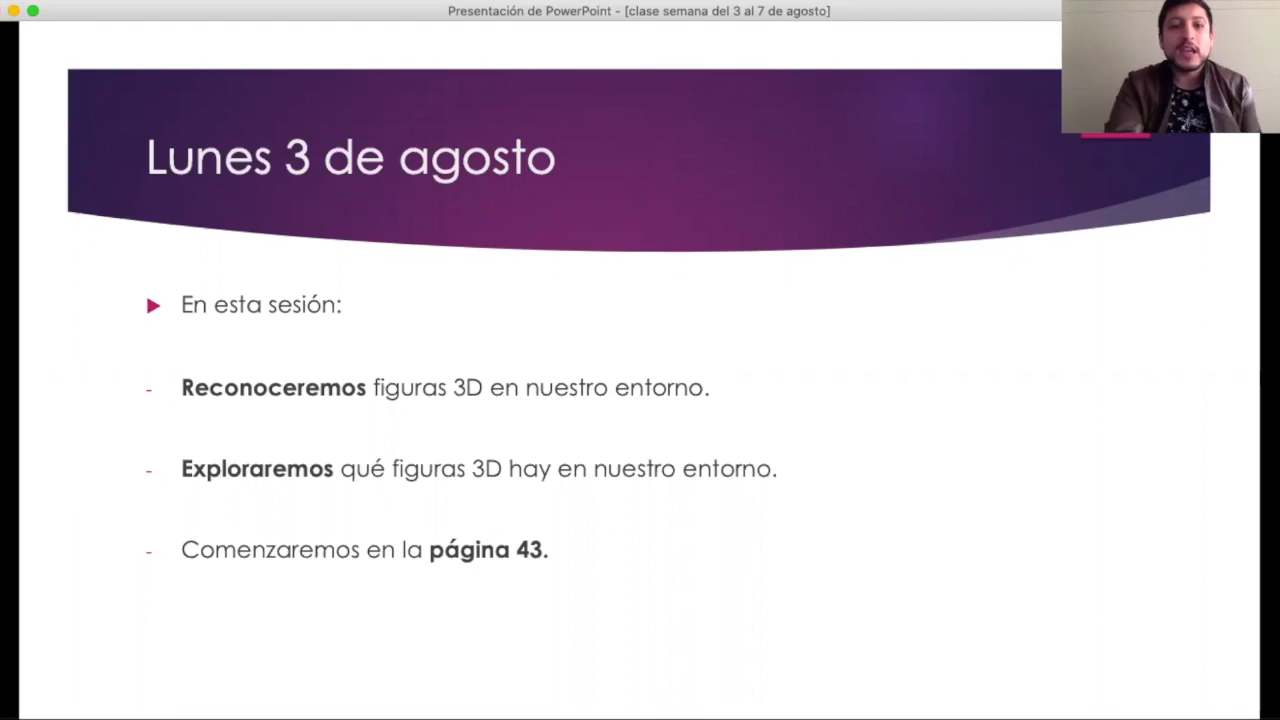 Presentación de PowerPoint - [clase semana del 3 al 7 de agosto]
Lunes 3 de agosto
En esta sesión:
- Reconoceremos figuras 3D en nuestro entorno.
- Exploraremos qué figuras 3D hay en nuestro entorno.
- Comenzaremos en la página 43.